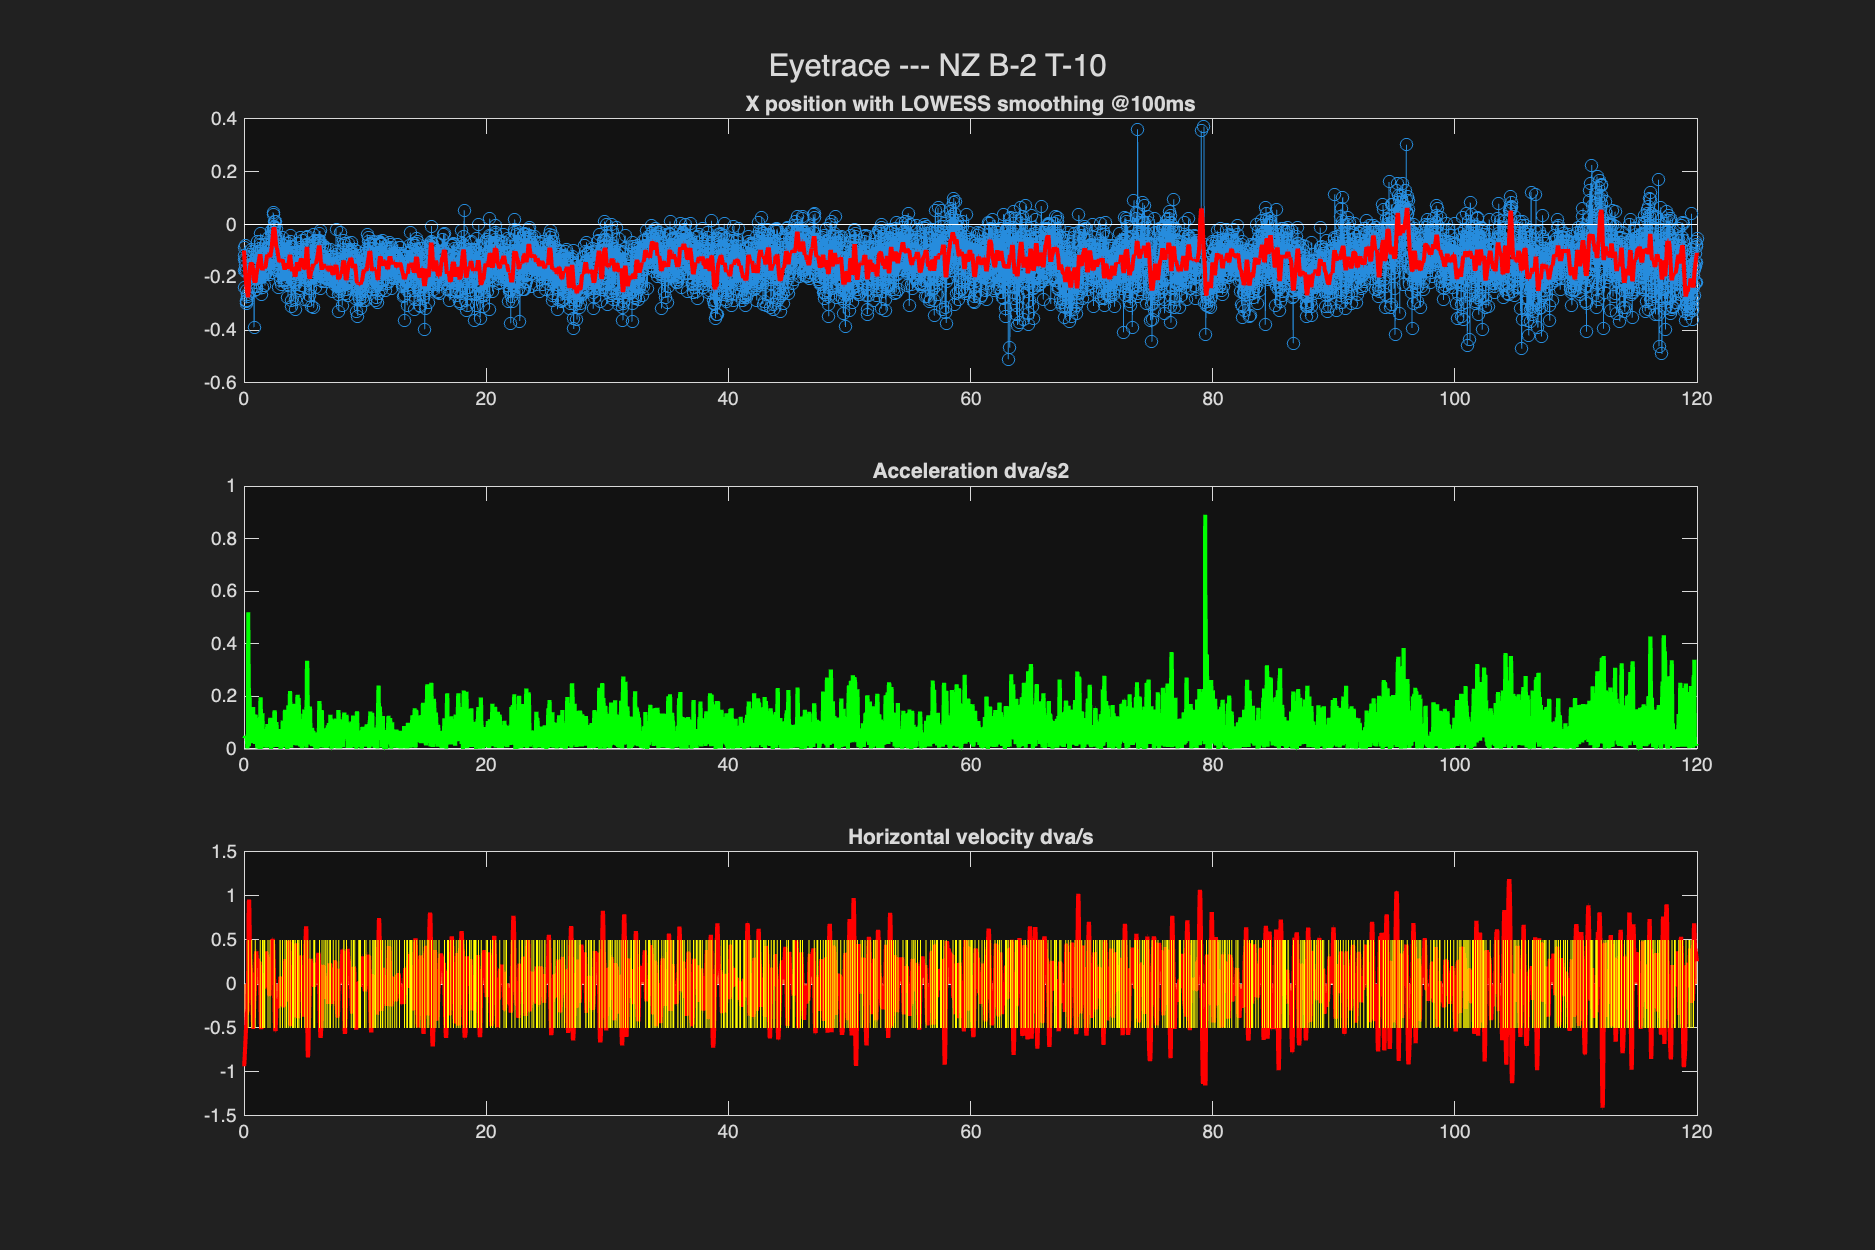 Eyetrace --- NZ B-2 T-10
X position with LOWESS smoothing @100ms
0.4
0.2
0
-0.2
-0.4
-0.6
0 20 40 60 80 100 120
Acceleration dva/s2
1
0.8
0.6
0.4
0.2
0
0 20 40 60 80 100 120
Horizontal velocity dva/s
1.5
1
0.5
0
-0.5
-1
-1.5
0 20 40 60 80 100 120